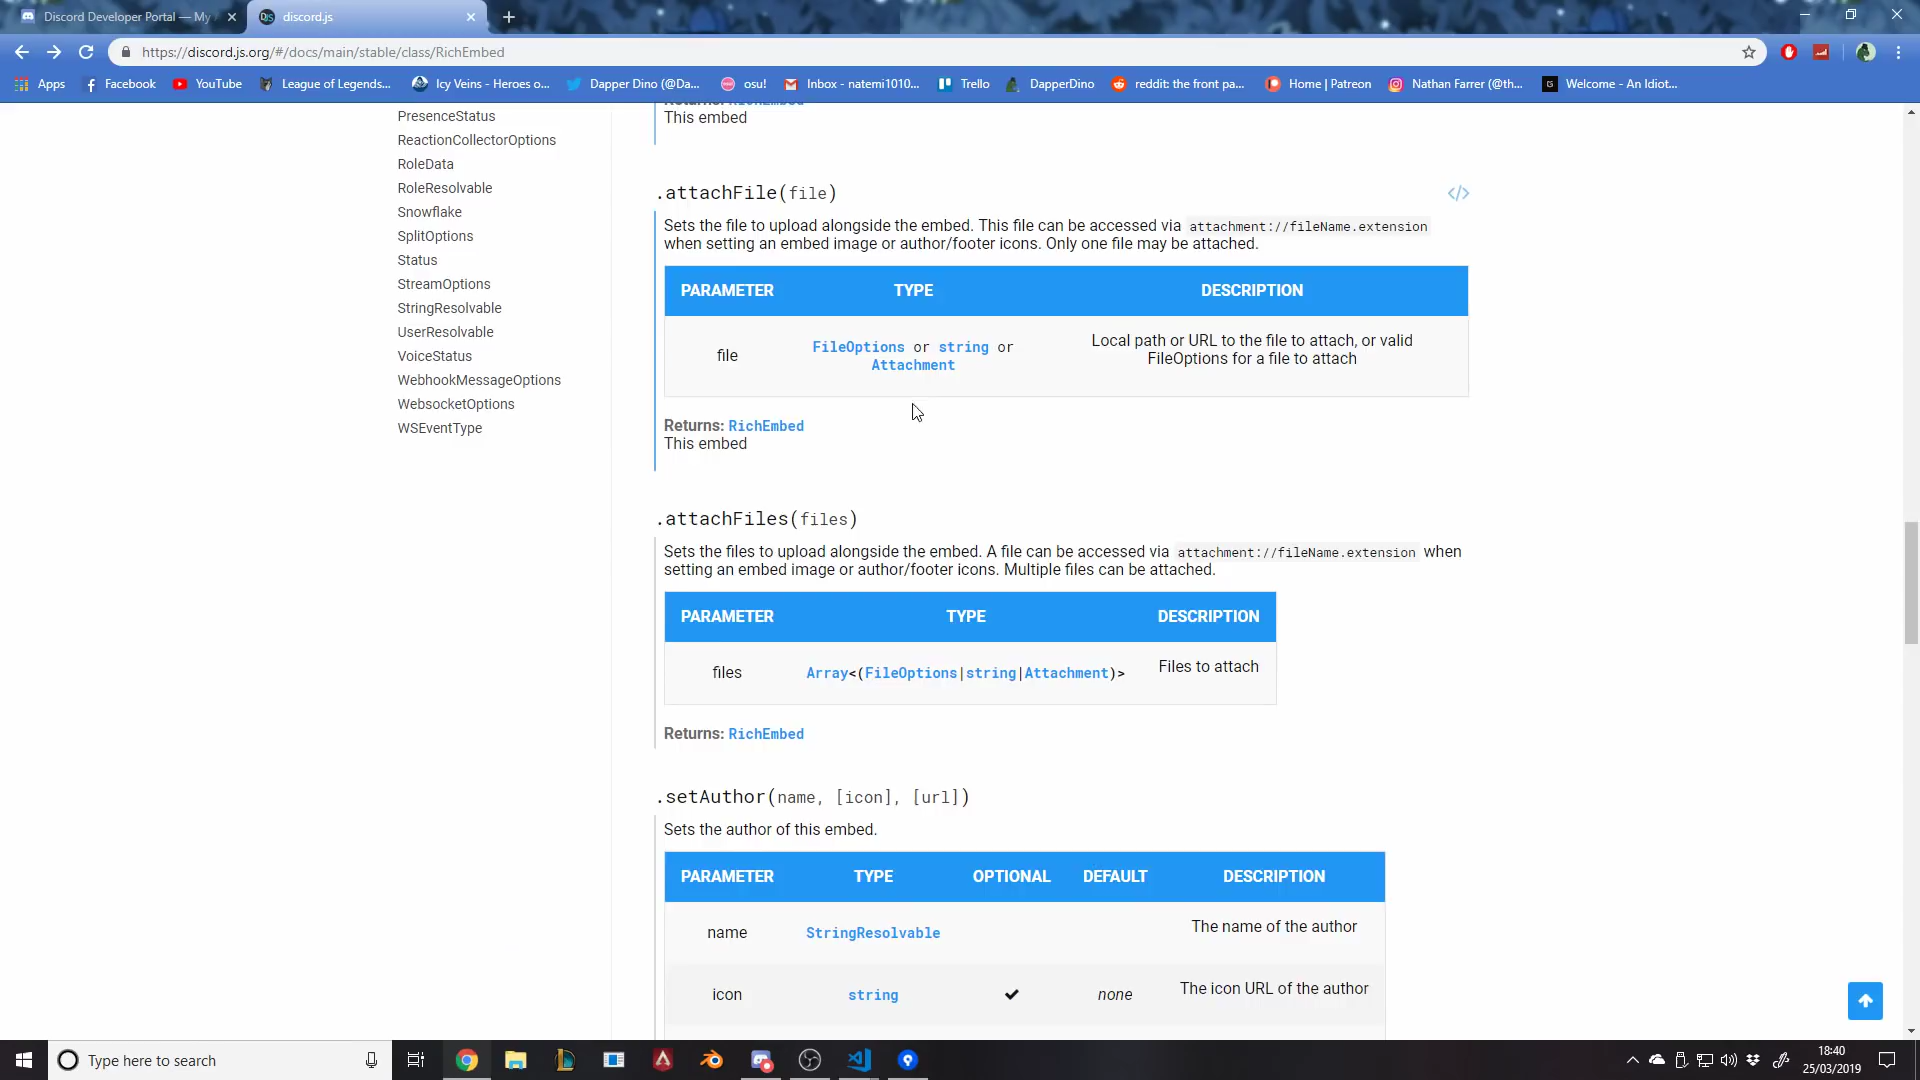 Discord Developer Portal — My
discord.js
https://discord.js.org/#/docs/main/stable/class/RichEmbed
Apps
Facebook
YouTube
League of Legends...
Icy Veins - Heroes o...
Dapper Dino (@Da...
osu!
Inbox - natemi1010...
Trello
DapperDino
reddit: the front pa...
Home | Patreon
Nathan Farrer (@th...
Welcome - An Idiot...
PresenceStatus
ReactionCollectorOptions
RoleData
RoleResolvable
Snowflake
SplitOptions
Status
StreamOptions
StringResolvable
UserResolvable
VoiceStatus
WebhookMessageOptions
WebsocketOptions
WSEventType
Returns: RichEmbed
This embed
.attachFile(file)
</>
Sets the file to upload alongside the embed. This file can be accessed via attachment://fileName.extension
when setting an embed image or author/footer icons. Only one file may be attached.
PARAMETER TYPE DESCRIPTION
file
FileOptions or string or
Attachment
Local path or URL to the file to attach, or valid
FileOptions for a file to attach
Returns: RichEmbed
This embed
.attachFiles(files)
Sets the files to upload alongside the embed. A file can be accessed via attachment://fileName.extension when
setting an embed image or author/footer icons. Multiple files can be attached.
PARAMETER TYPE DESCRIPTION
files Array<(FileOptions|string|Attachment)> Files to attach
Returns: RichEmbed
.setAuthor(name, [icon], [url])
Sets the author of this embed.
PARAMETER TYPE OPTIONAL DEFAULT DESCRIPTION
name StringResolvable The name of the author
icon string ✔ none The icon URL of the author
Type here to search
18:40
25/03/2019